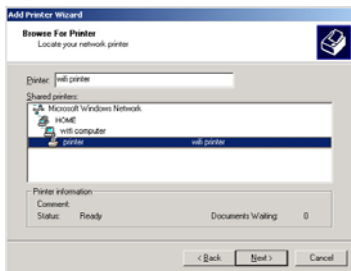 Add Printer Wizard
Browse For Printer
Locate your network printer
Printer: wifi printer
Shared printers:
Microsoft Windows Network
HOME
wifi computer
printer wifi printer
Printer information
Comment:
Status: Ready Documents Waiting: 0
< Back Next > Cancel